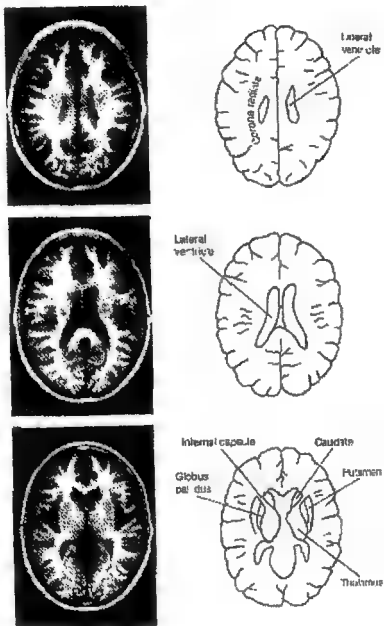 Lateral
ventricle
Corona radiata
Lateral
ventricle
Internal capsule
Caudate
Globus
pallidus
Putamen
Thalamus